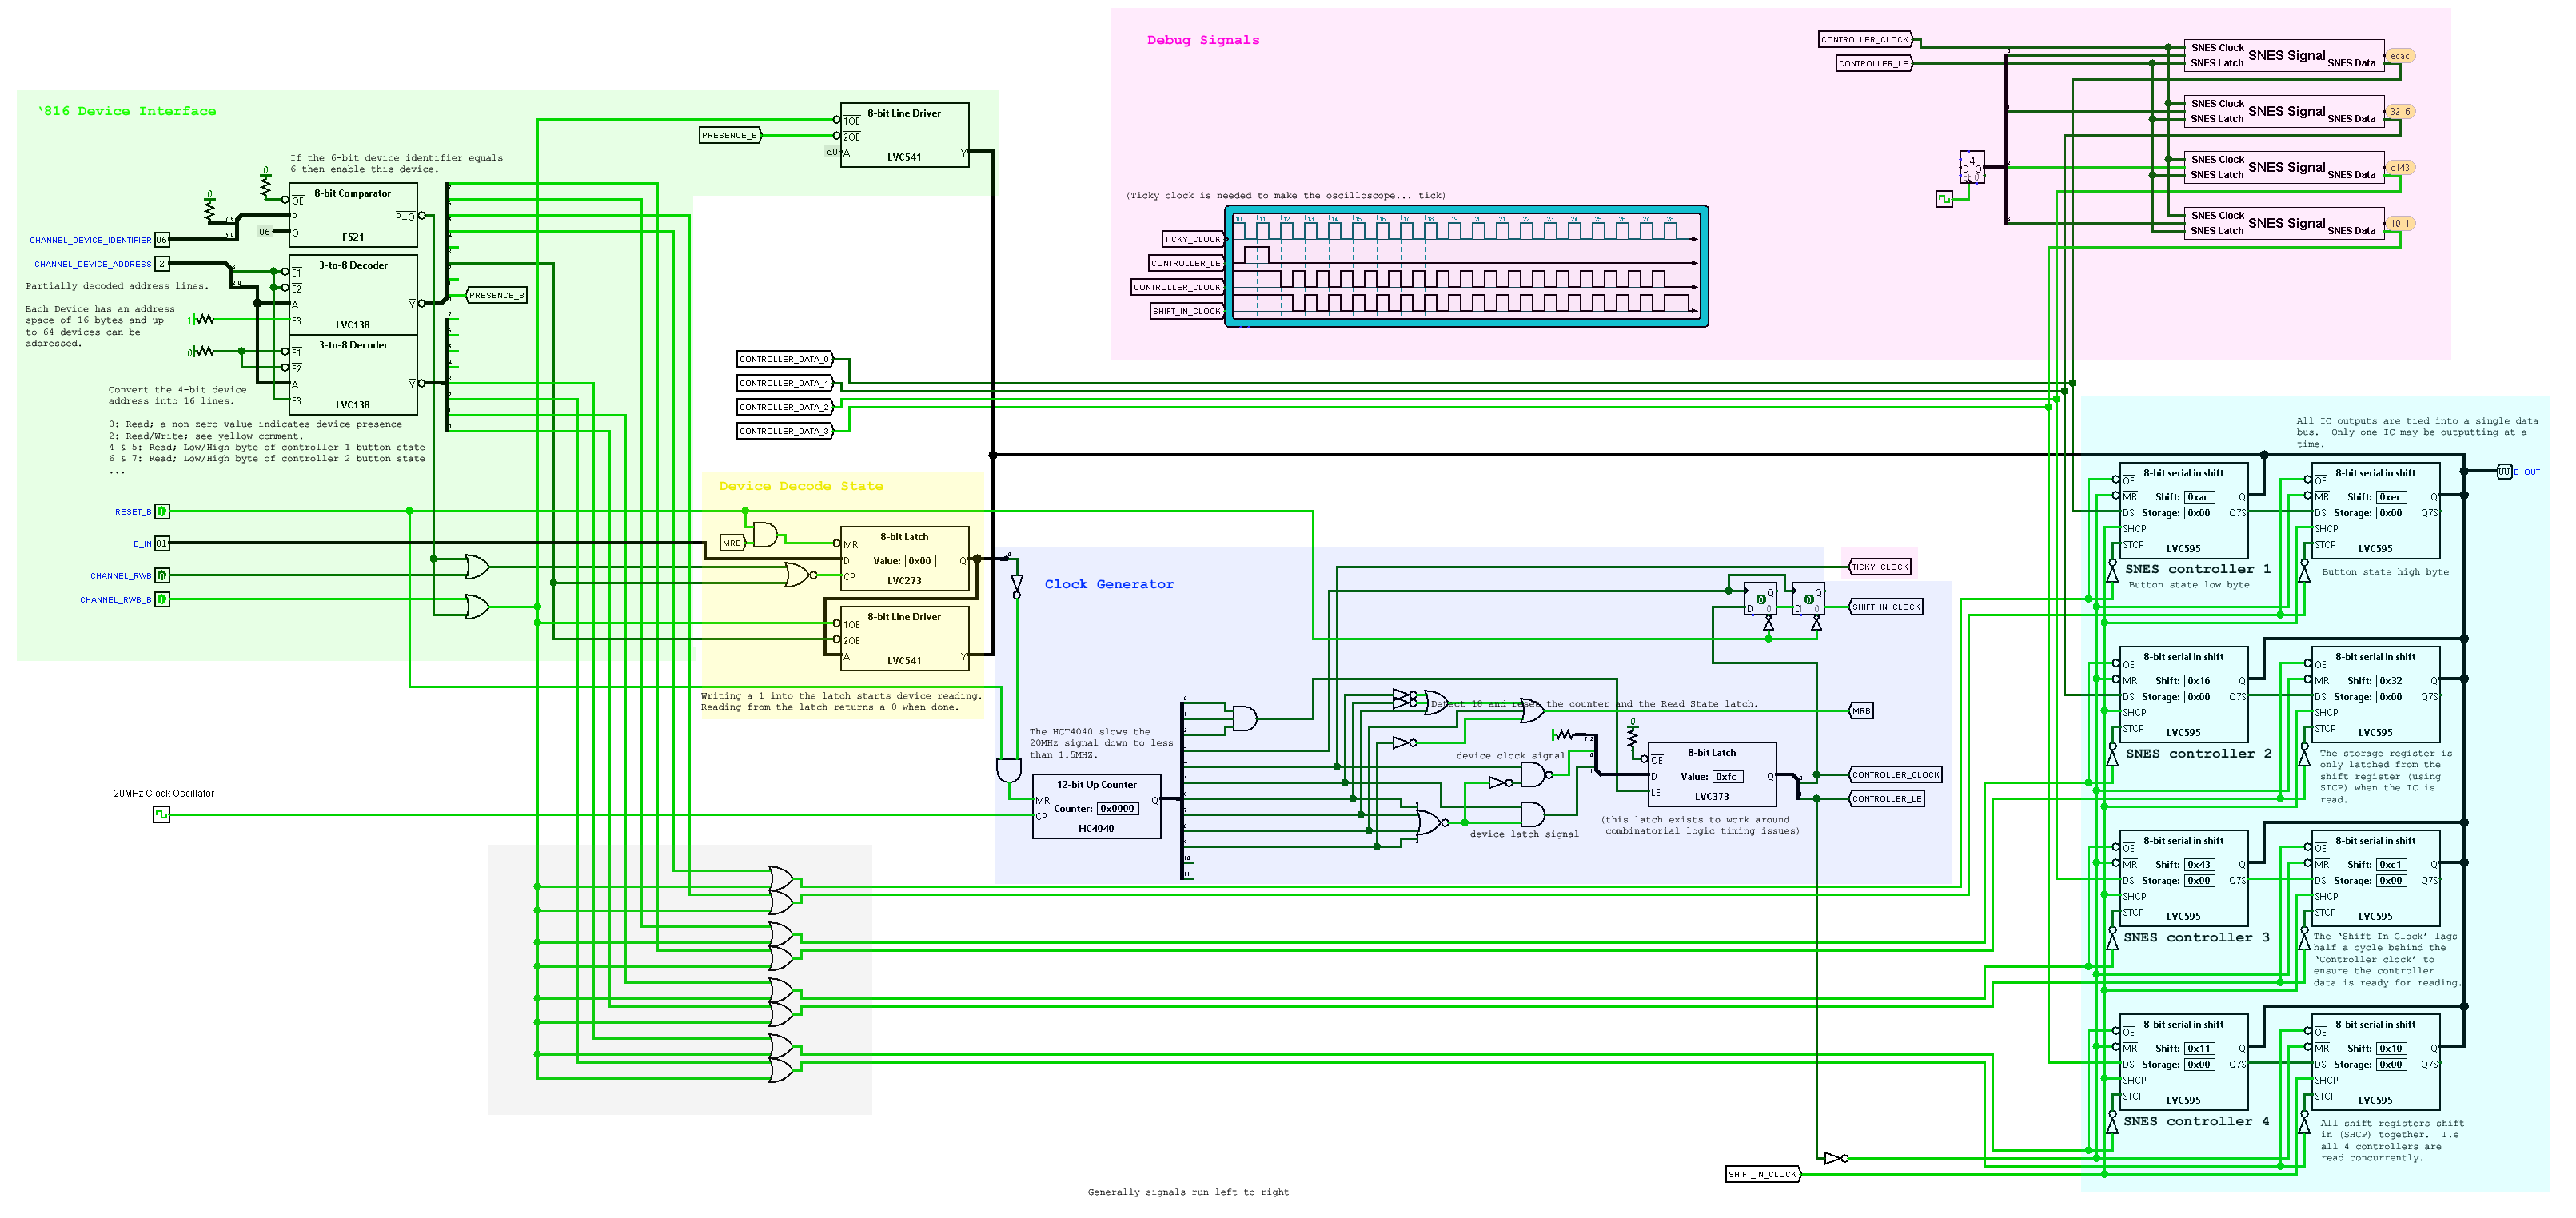 Debug Signals
CONTROLLER_CLOCK
CONTROLLER_LE
SNES Clock
SNES Latch
SNES Signal
SNES Data
ecac
SNES Clock
SNES Latch
SNES Signal
SNES Data
3216
SNES Clock
SNES Latch
SNES Signal
SNES Data
c143
SNES Clock
SNES Latch
SNES Signal
SNES Data
1011
(Ticky clock is needed to make the oscilloscope... tick)
10 11 12 13 14 15 16 17 18 19 20 21 22 23 24 25 26 27 28
TICKY_CLOCK
CONTROLLER_LE
CONTROLLER_CLOCK
SHIFT_IN_CLOCK
'816 Device Interface
If the 6-bit device identifier equals
6 then enable this device.
8-bit Comparator
OE
P
Q
P=Q
F521
06
CHANNEL_DEVICE_IDENTIFIER
06
CHANNEL_DEVICE_ADDRESS
2
Partially decoded address lines.
Each Device has an address
space of 16 bytes and up
to 64 devices can be
addressed.
3-to-8 Decoder
E1
E2
A
E3
Y
LVC138
3-to-8 Decoder
E1
E2
A
E3
Y
LVC138
PRESENCE_B
Convert the 4-bit device
address into 16 lines.
0: Read; a non-zero value indicates device presence
2: Read/Write; see yellow comment.
4 & 5: Read; Low/High byte of controller 1 button state
6 & 7: Read; Low/High byte of controller 2 button state
...
PRESENCE_B
d0
8-bit Line Driver
1OE
2OE
A
Y
LVC541
CONTROLLER_DATA_0
CONTROLLER_DATA_1
CONTROLLER_DATA_2
CONTROLLER_DATA_3
RESET_B
1
D_IN
01
CHANNEL_RWB
0
CHANNEL_RWB_B
1
Device Decode State
MRB
8-bit Latch
MR
D
CP
Value: 0x00
Q
LVC273
8-bit Line Driver
1OE
2OE
A
Y
LVC541
Writing a 1 into the latch starts device reading.
Reading from the latch returns a 0 when done.
Clock Generator
TICKY_CLOCK
SHIFT_IN_CLOCK
Detect 18 and reset the counter and the Read State latch.
MRB
The HCT4040 slows the
20MHz signal down to less
than 1.5MHz.
12-bit Up Counter
MR
CP
Counter: 0x0000
Q
HC4040
device clock signal
device latch signal
8-bit Latch
OE
D
LE
Value: 0xfc
Q
LVC373
(this latch exists to work around
combinatorial logic timing issues)
CONTROLLER_CLOCK
CONTROLLER_LE
20MHz Clock Oscillator
All IC outputs are tied into a single data
bus. Only one IC may be outputting at a
time.
D_OUT
UU
8-bit serial in shift
OE
MR
DS
SHCP
STCP
Shift: 0xac
Storage: 0x00
Q
Q7S
LVC595
8-bit serial in shift
OE
MR
DS
SHCP
STCP
Shift: 0xec
Storage: 0x00
Q
Q7S
LVC595
SNES controller 1
Button state low byte
Button state high byte
8-bit serial in shift
OE
MR
DS
SHCP
STCP
Shift: 0x16
Storage: 0x00
Q
Q7S
LVC595
8-bit serial in shift
OE
MR
DS
SHCP
STCP
Shift: 0x32
Storage: 0x00
Q
Q7S
LVC595
SNES controller 2
The storage register is
only latched from the
shift register (using
STCP) when the IC is
read.
8-bit serial in shift
OE
MR
DS
SHCP
STCP
Shift: 0x43
Storage: 0x00
Q
Q7S
LVC595
8-bit serial in shift
OE
MR
DS
SHCP
STCP
Shift: 0xc1
Storage: 0x00
Q
Q7S
LVC595
SNES controller 3
The 'Shift In Clock' lags
half a cycle behind the
'Controller clock' to
ensure the controller
data is ready for reading.
8-bit serial in shift
OE
MR
DS
SHCP
STCP
Shift: 0x11
Storage: 0x00
Q
Q7S
LVC595
8-bit serial in shift
OE
MR
DS
SHCP
STCP
Shift: 0x10
Storage: 0x00
Q
Q7S
LVC595
SNES controller 4
All shift registers shift
in (SHCP) together. I.e
all 4 controllers are
read concurrently.
SHIFT_IN_CLOCK
Generally signals run left to right